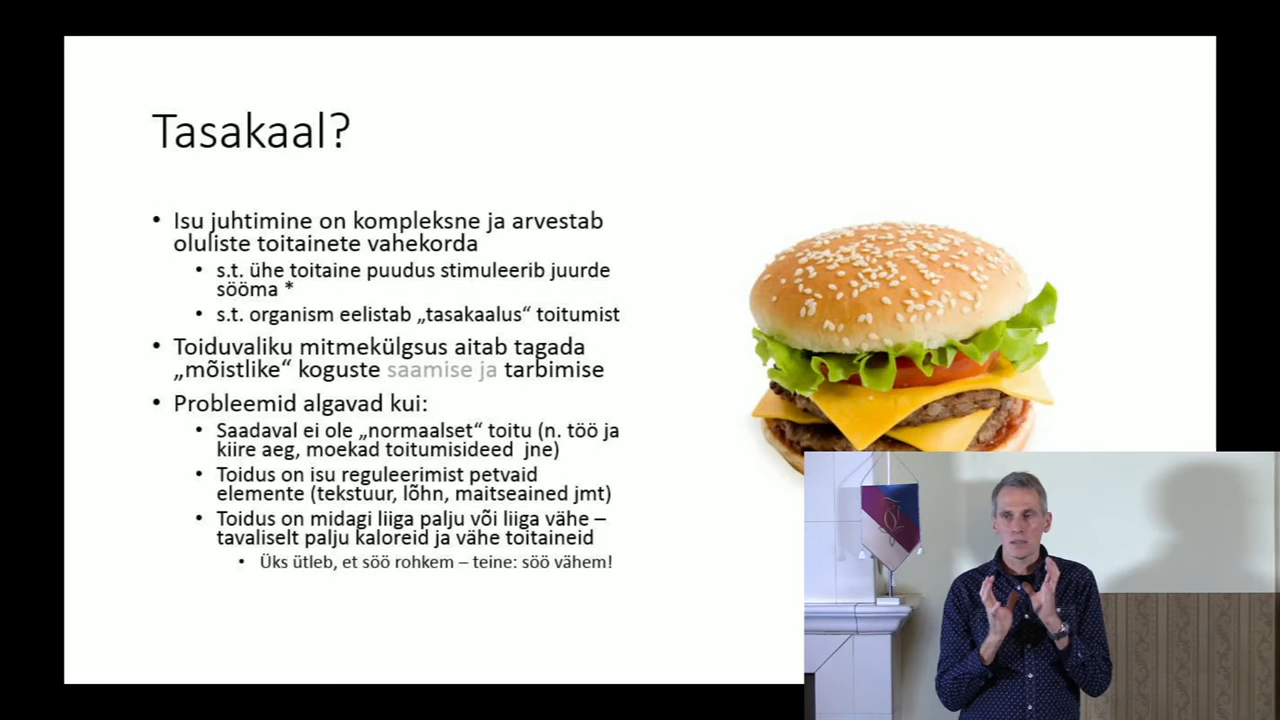 Tasakaal?
• Isu juhtimine on kompleksne ja arvestab
oluliste toitainete vahekorda
• s.t. ühe toitaine puudus stimuleerib juurde
sööma *
• s.t. organism eelistab „tasakaalus“ toitumist
• Toiduvaliku mitmekülgsus aitab tagada
„mõistlike“ koguste saamise ja tarbimise
• Probleemid algavad kui:
• Saadaval ei ole „normaalset“ toitu (n. töö ja
kiire aeg, moekad toitumisideed jne)
• Toidus on isu reguleerimist petvaid
elemente (tekstuur, lõhn, maitseained jmt)
• Toidus on midagi liiga palju või liiga vähe –
tavaliselt palju kaloreid ja vähe toitaineid
• Üks ütleb, et söö rohkem – teine: söö vähem!